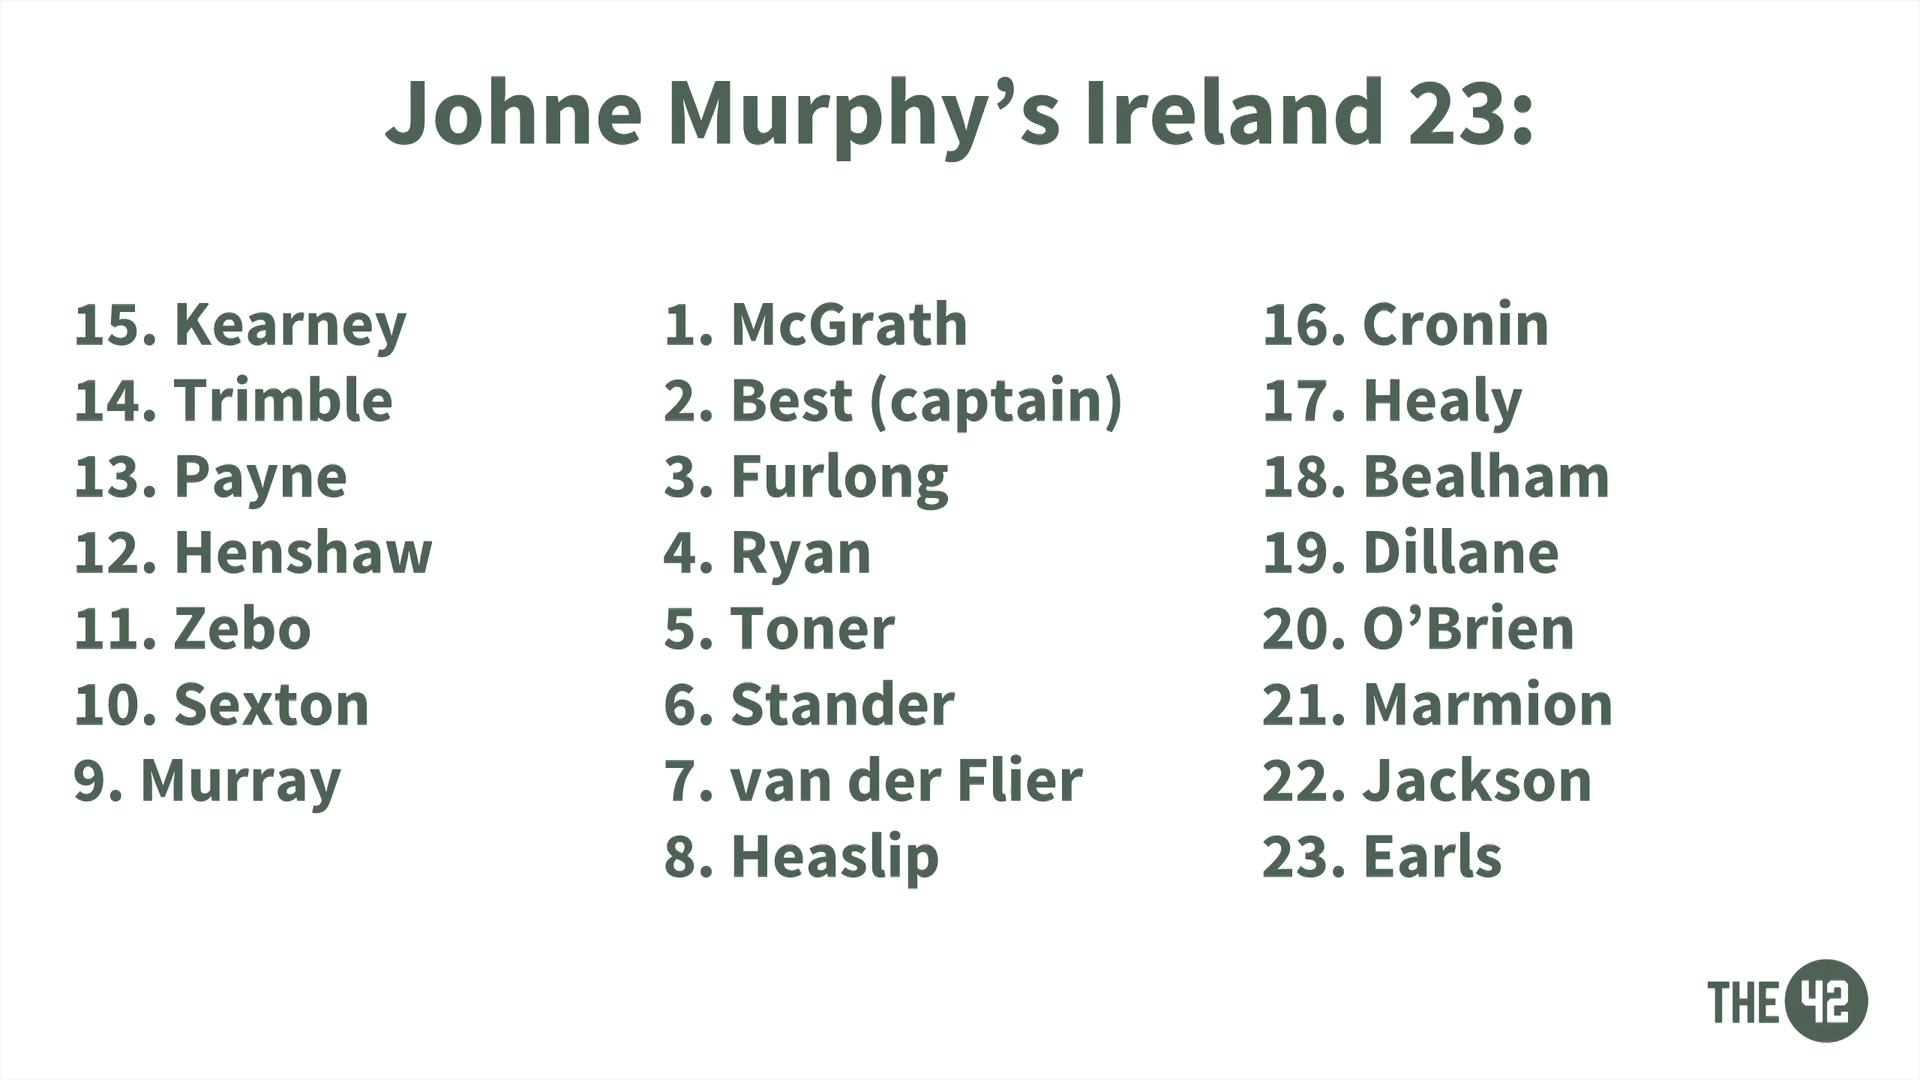 Johne Murphy’s Ireland 23:
15. Kearney
14. Trimble
13. Payne
12. Henshaw
11. Zebo
10. Sexton
9. Murray
1. McGrath
2. Best (captain)
3. Furlong
4. Ryan
5. Toner
6. Stander
7. van der Flier
8. Heaslip
16. Cronin
17. Healy
18. Bealham
19. Dillane
20. O’Brien
21. Marmion
22. Jackson
23. Earls
THE 42